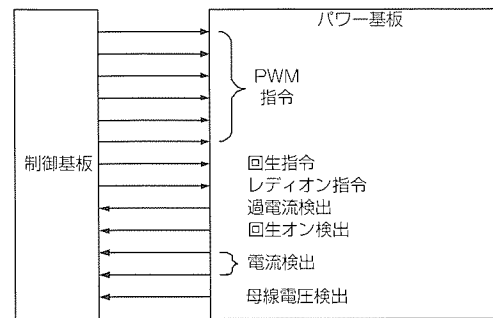 パワー基板
PWM
指令
制御基板
回生指令
レディオン指令
過電流検出
回生オン検出
電流検出
母線電圧検出